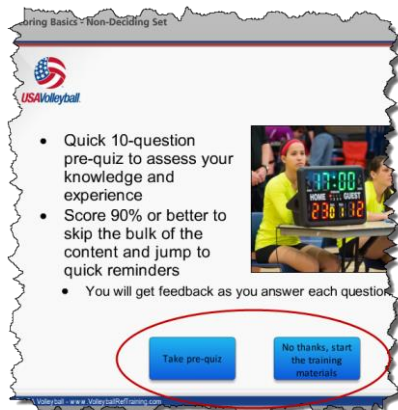 oring Basics - Non-Deciding Set
USAVolleyball
• Quick 10-question
pre-quiz to assess your
knowledge and
experience
• Score 90% or better to
skip the bulk of the
content and jump to
quick reminders
• You will get feedback as you answer each question
HOME GUEST
Take pre-quiz
No thanks, start
the training
materials
Volleyball - www.VolleyballRefTraining.com